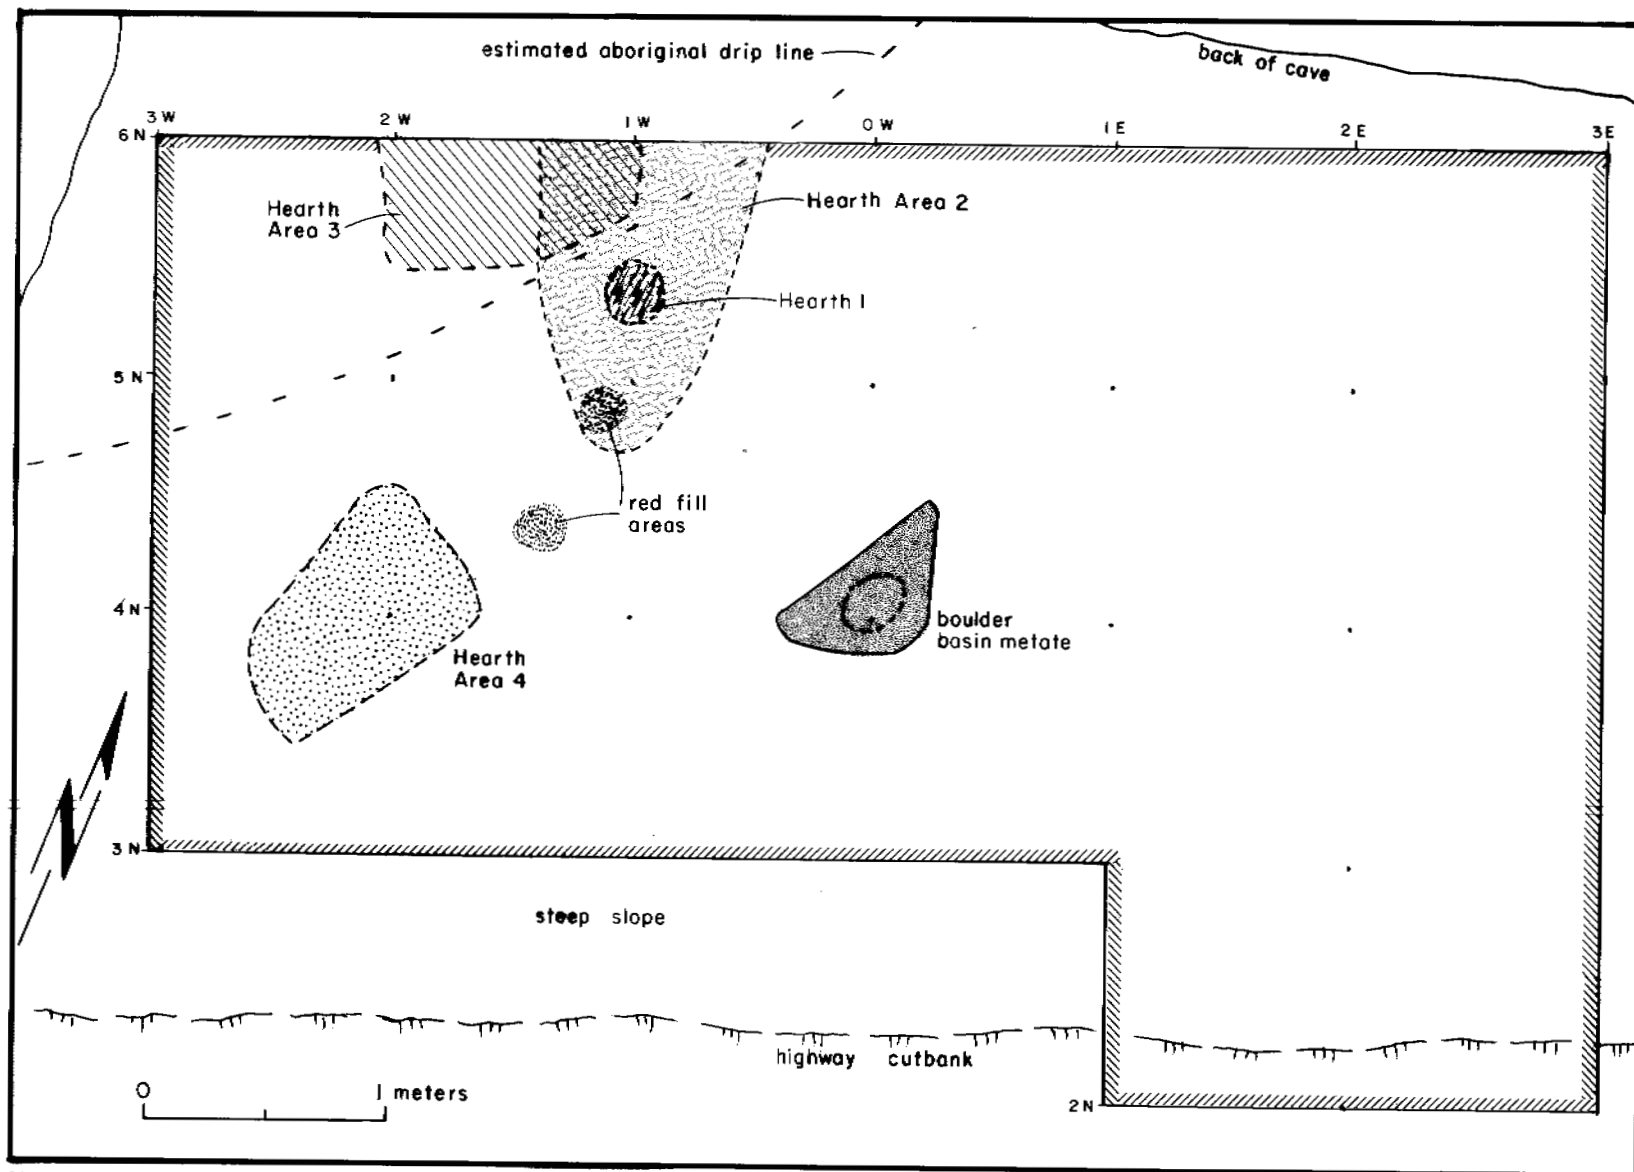 estimated aboriginal drip line
back of cave
3 W
2 W
1 W
0 W
1 E
2 E
3 E
6 N
Hearth
Area 3
Hearth Area 2
Hearth 1
5 N
red fill
areas
4 N
boulder
basin metate
Hearth
Area 4
N
3 N
steep slope
highway cutbank
0
1 meters
2 N